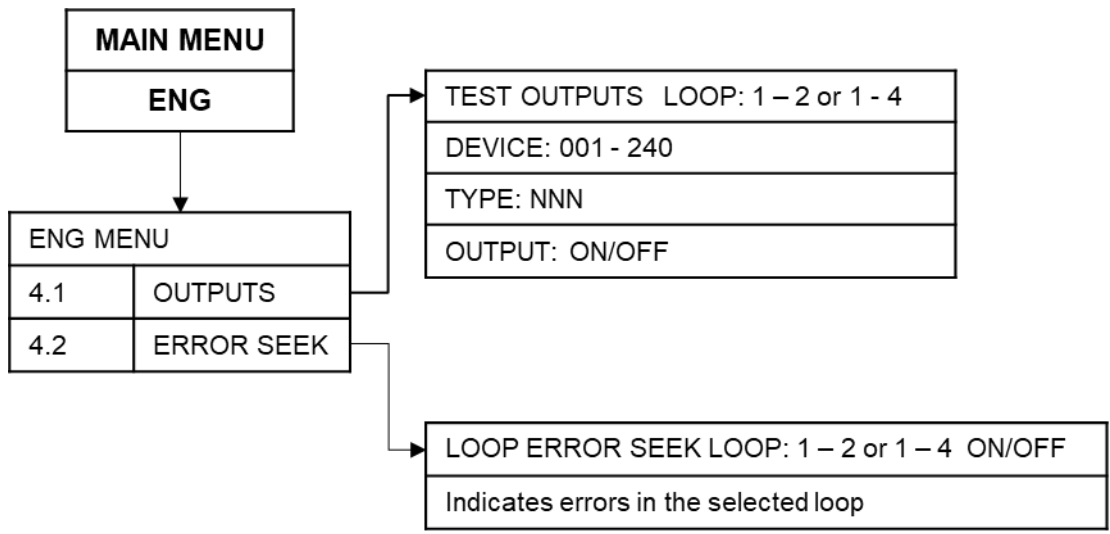 MAIN MENU
ENG
ENG MENU
4.1 OUTPUTS
4.2 ERROR SEEK
TEST OUTPUTS LOOP: 1 – 2 or 1 - 4
DEVICE: 001 - 240
TYPE: NNN
OUTPUT: ON/OFF
LOOP ERROR SEEK LOOP: 1 – 2 or 1 – 4 ON/OFF
Indicates errors in the selected loop